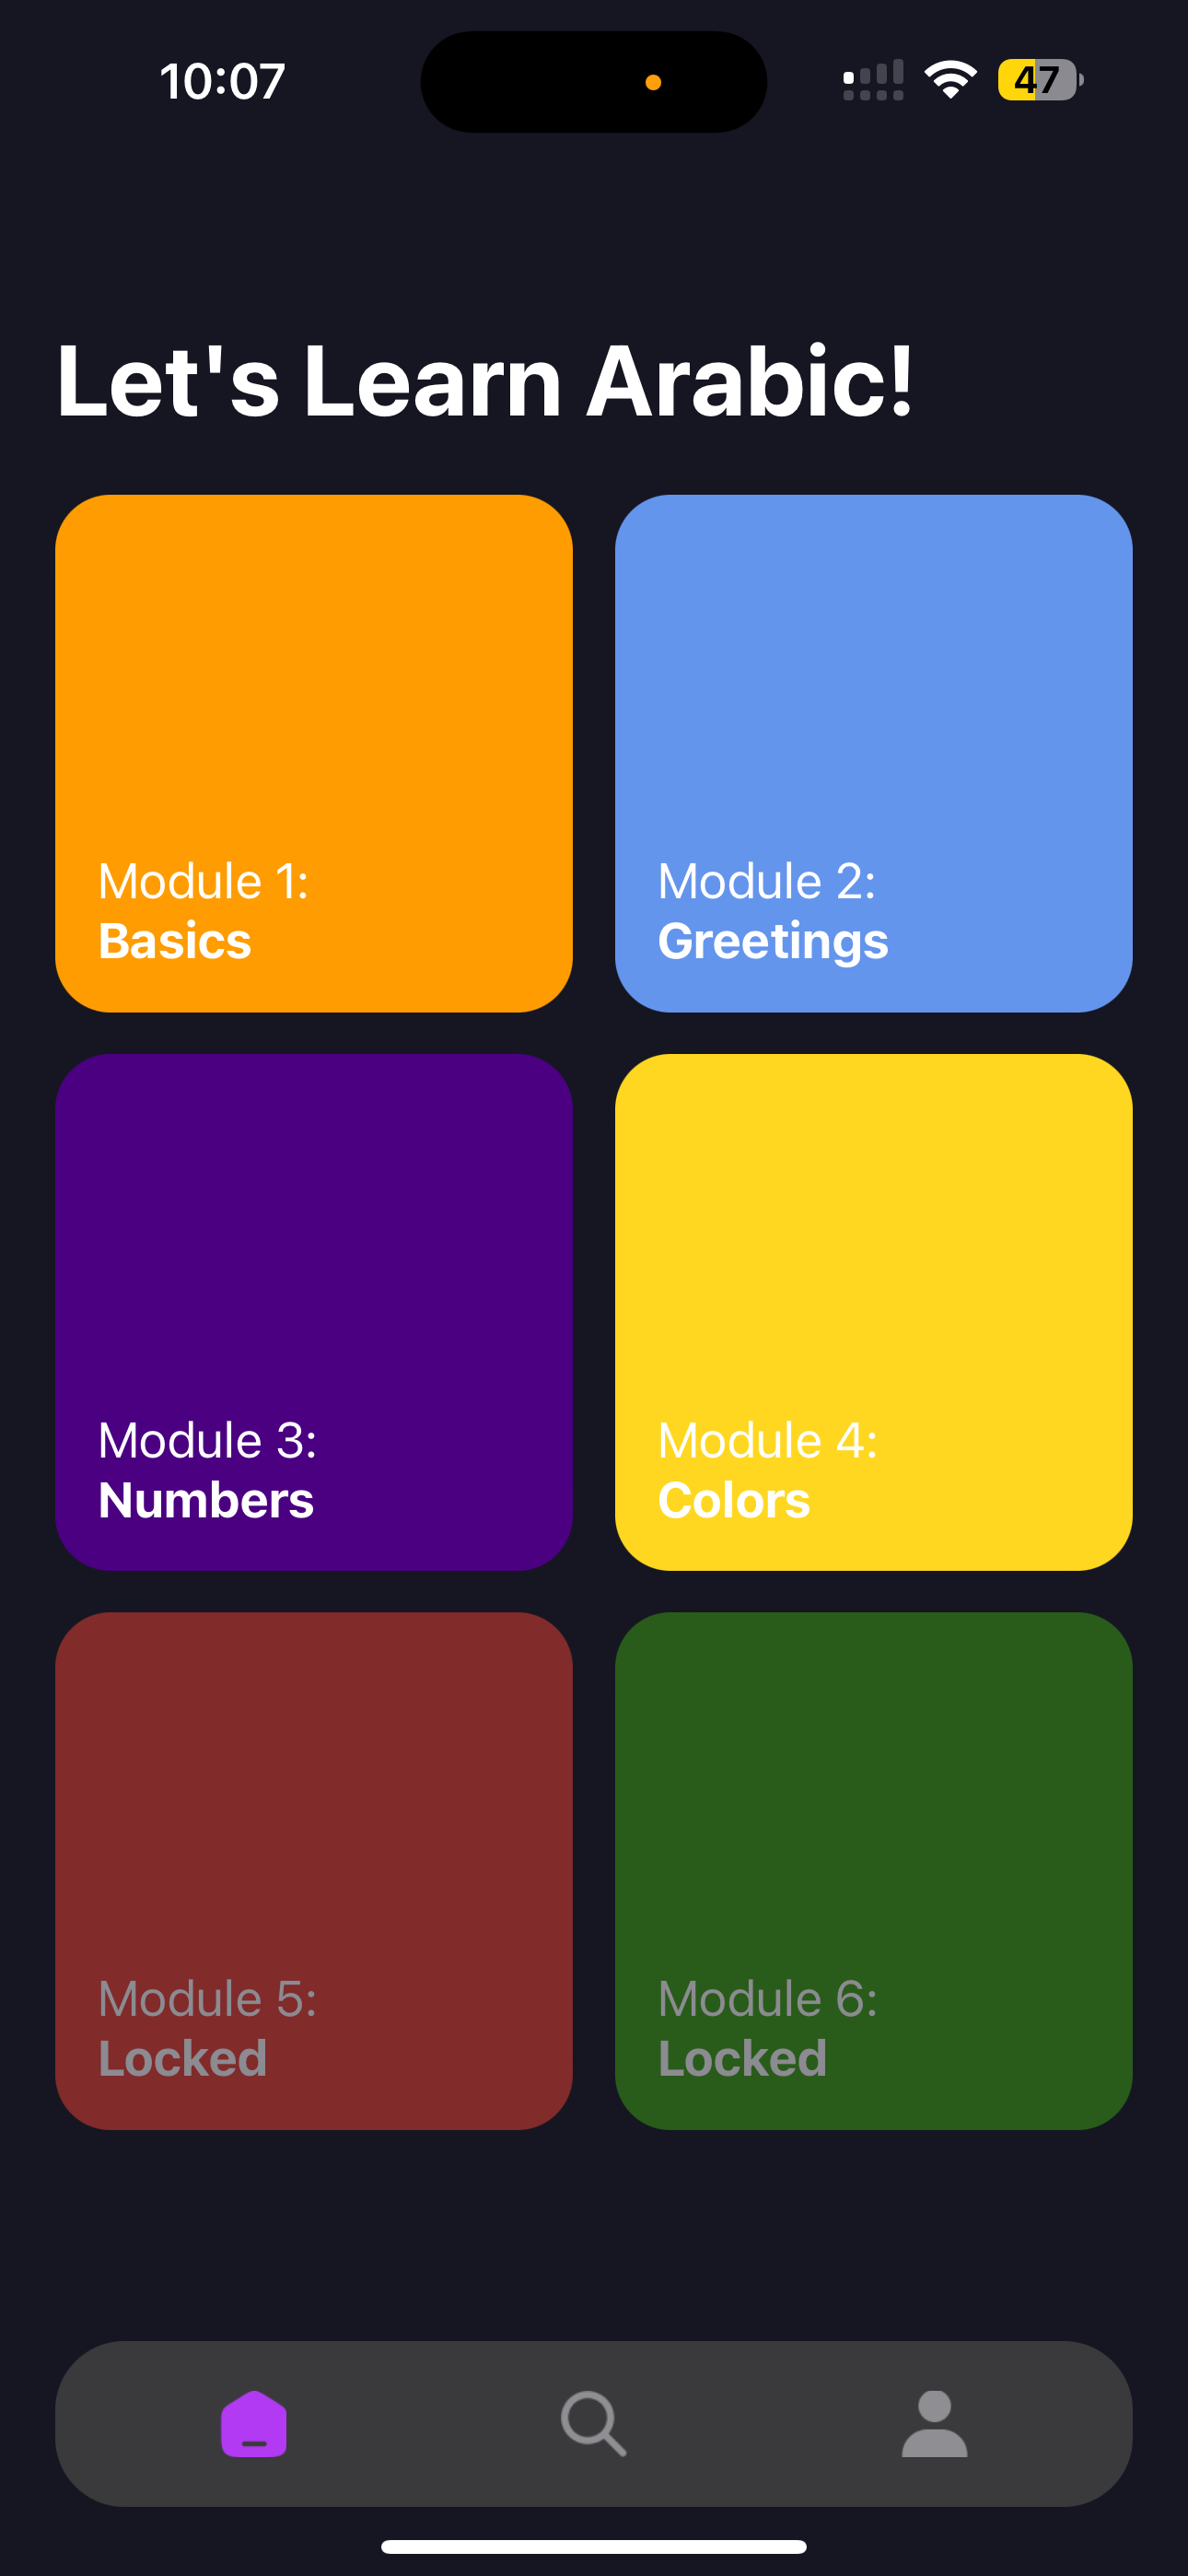 10:07
47
Let's Learn Arabic!
Module 1:
Basics
Module 2:
Greetings
Module 3:
Numbers
Module 4:
Colors
Module 5:
Locked
Module 6:
Locked